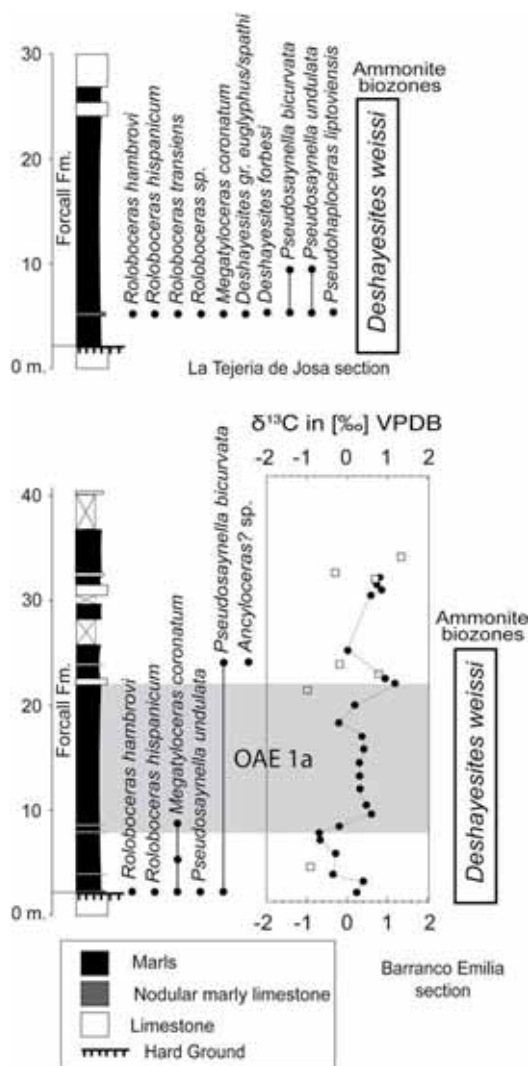 30
20
10
0 m.
Forcall Fm.
Roloboceras hambrovi
Roloboceras hispanicum
Roloboceras transiens
Roloboceras sp.
Megatyloceras coronatum
Deshayesites gr. euglyphus/spathi
Deshayesites forbesi
Pseudosaynella bicurvata
Pseudosaynella undulata
Pseudohaploceras liptoviensis
Ammonite
biozones
Deshayesites weissi
La Tejeria de Josa section
δ¹³C in [‰] VPDB
-2 -1 0 1 2
40
30
20
10
0 m.
Forcall Fm.
Roloboceras hambrovi
Roloboceras hispanicum
Megatyloceras coronatum
Pseudosaynella undulata
Pseudosaynella bicurvata
Ancyloceras? sp.
OAE 1a
Ammonite
biozones
Deshayesites weissi
-2 -1 0 1 2
Barranco Emilia
section
Marls
Nodular marly limestone
Limestone
Hard Ground